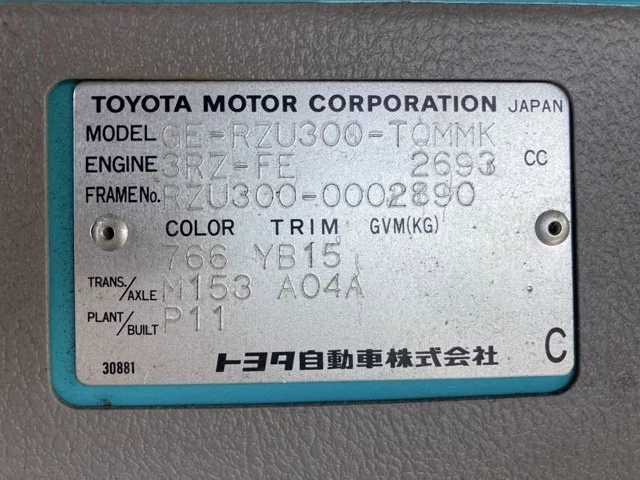 TOYOTA MOTOR CORPORATION JAPAN
MODEL GE-RZU300-TQMMK
ENGINE 3RZ-FE 2693 CC
FRAME No. RZU300-0002890
COLOR TRIM GVM(KG)
766 YB15
TRANS./AXLE M153 A04A
PLANT/BUILT P11
30881 トヨタ自動車株式会社 C